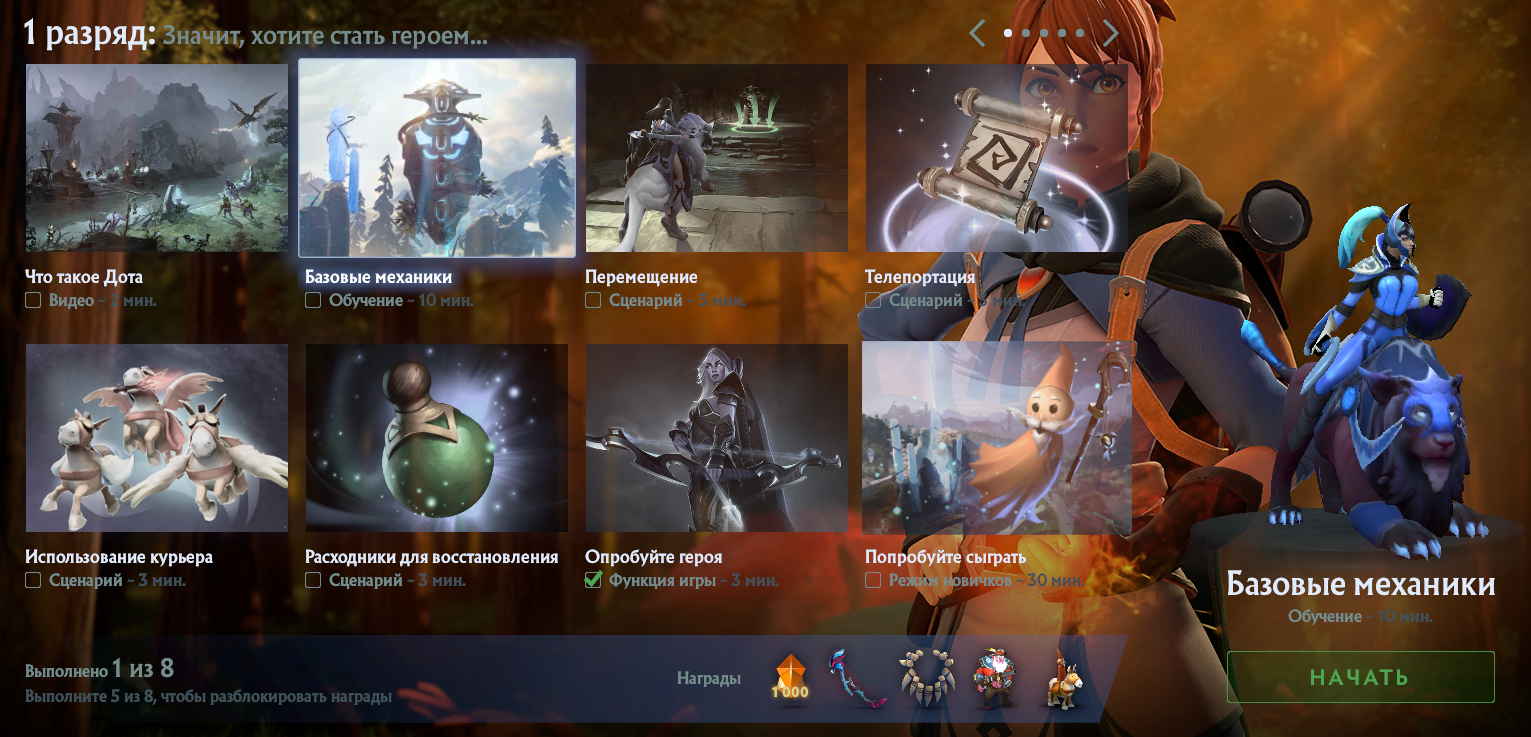 1 разряд: Значит, хотите стать героем...
Что такое Дота
Видео ~ 2 мин.
Базовые механики
Обучение ~ 10 мин.
Перемещение
Сценарий ~ 3 мин.
Телепортация
Сценарий ~ 3 мин.
Использование курьера
Сценарий ~ 3 мин.
Расходники для восстановления
Сценарий ~ 3 мин.
Опробуйте героя
Функция игры ~ 3 мин.
Попробуйте сыграть
Режим новичков ~ 30 мин.
Базовые механики
Обучение ~ 10 мин.
Выполнено 1 из 8
Выполните 5 из 8, чтобы разблокировать награды
Награды
1 000
НАЧАТЬ